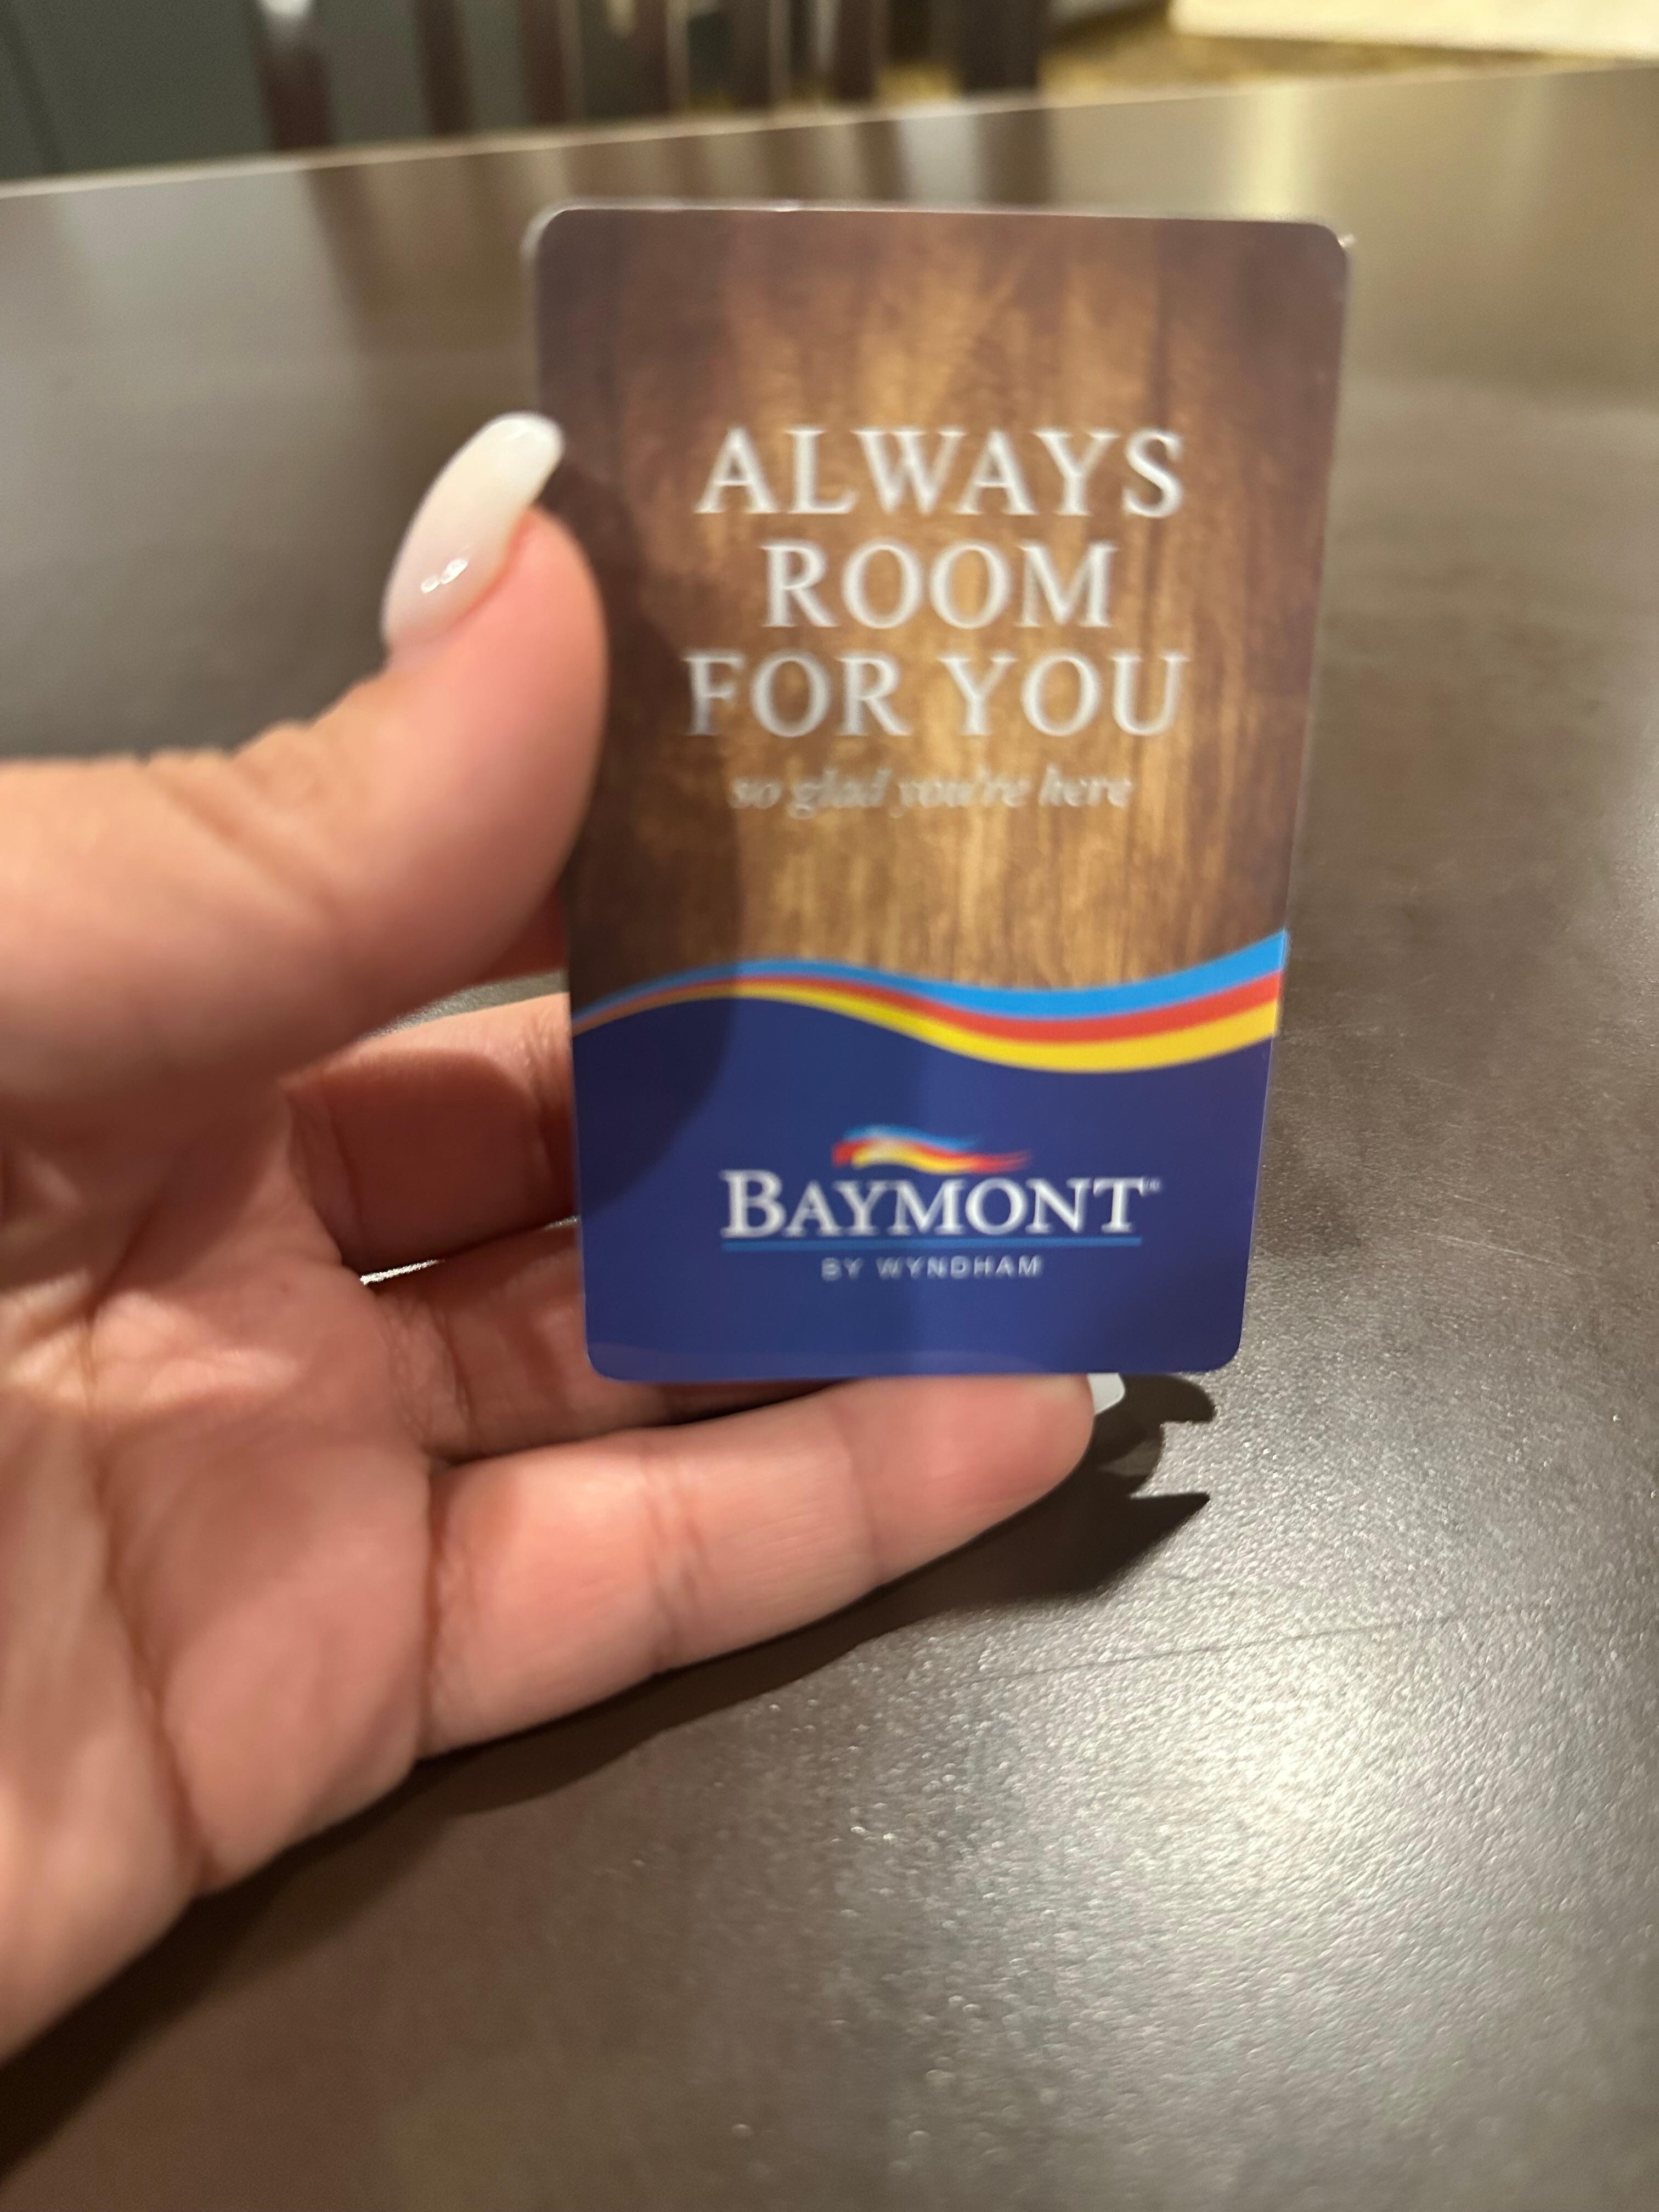 ALWAYS
ROOM
FOR YOU
so glad you're here
BAYMONT
BY WYNDHAM